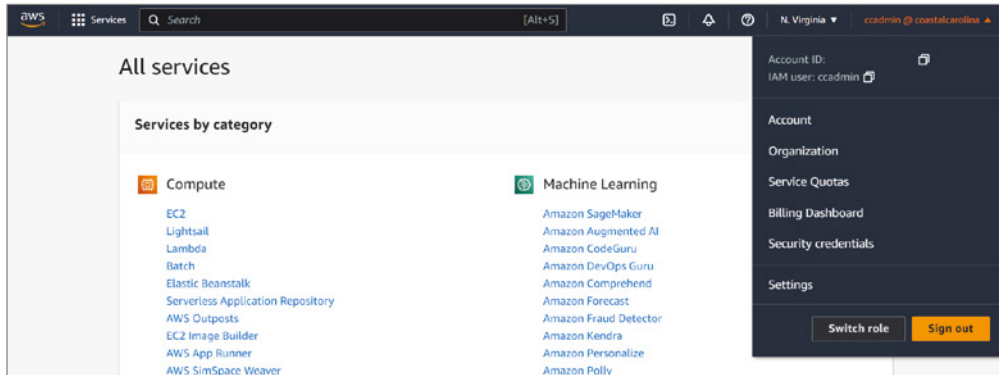 aws
Services
Search
[Alt+S]
N. Virginia
ccadmin @ coastalcarolina
Account ID:
IAM user: ccadmin
Account
Organization
Service Quotas
Billing Dashboard
Security credentials
Settings
Switch role
Sign out
All services
Services by category
Compute
EC2
Lightsail
Lambda
Batch
Elastic Beanstalk
Serverless Application Repository
AWS Outposts
EC2 Image Builder
AWS App Runner
AWS SimSpace Weaver
Machine Learning
Amazon SageMaker
Amazon Augmented AI
Amazon CodeGuru
Amazon DevOps Guru
Amazon Comprehend
Amazon Forecast
Amazon Fraud Detector
Amazon Kendra
Amazon Personalize
Amazon Polly